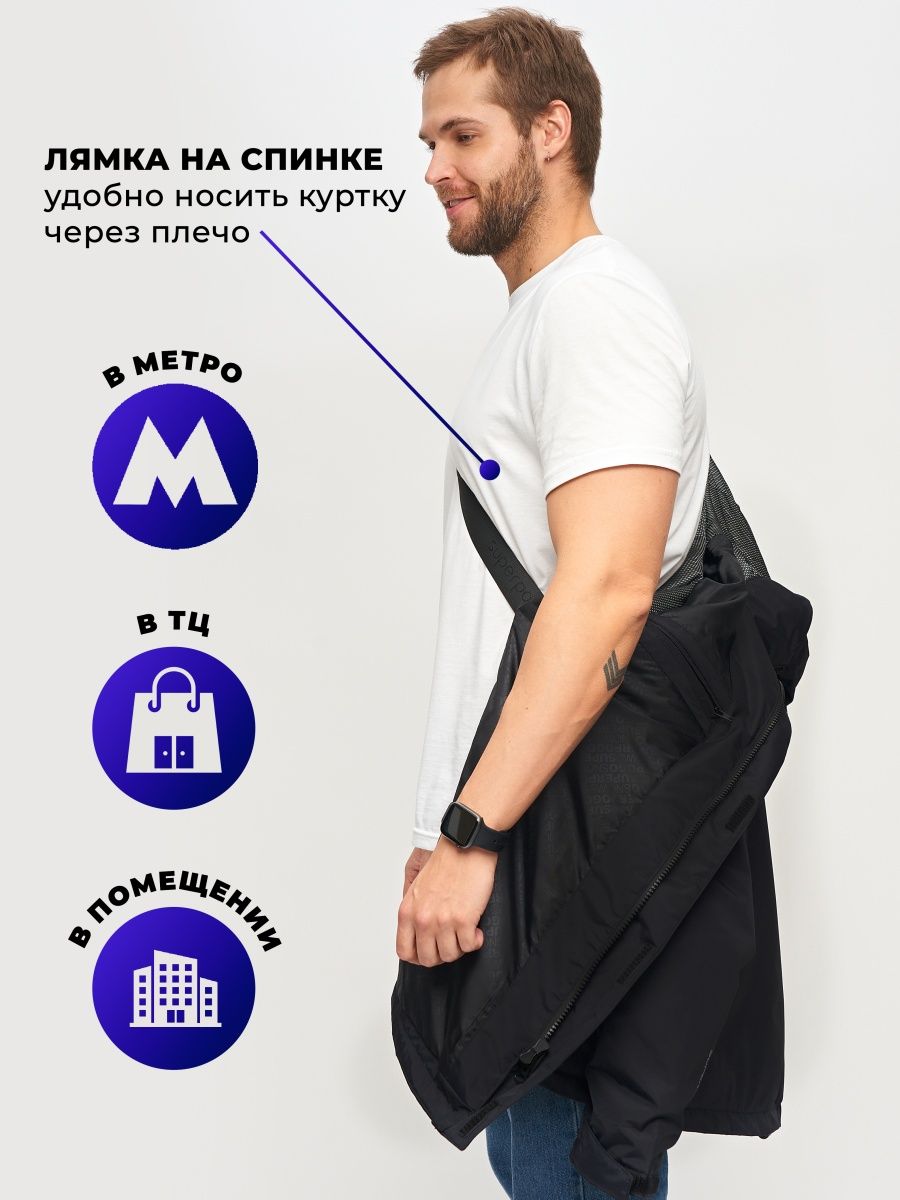 ЛЯМКА НА СПИНКЕ
удобно носить куртку
через плечо
В МЕТРО
М
В ТЦ
В ПОМЕЩЕНИИ